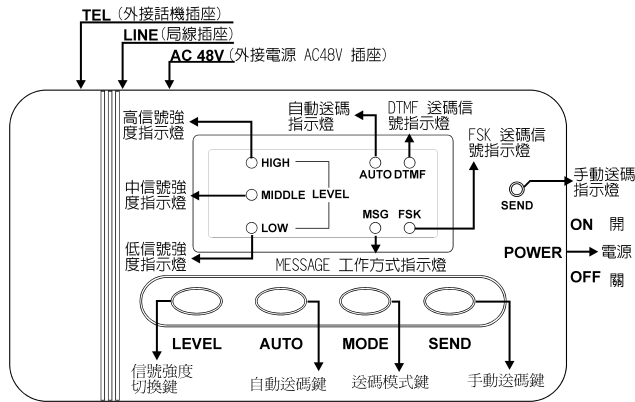 TEL (外接話機插座)
LINE (局線插座)
AC 48V (外接電源 AC48V 插座)
高信號強
度指示燈
自動送碼
指示燈
DTMF 送碼信
號指示燈
FSK 送碼信
號指示燈
HIGH
AUTO DTMF
手動送碼
指示燈
中信號強
度指示燈
MIDDLE LEVEL
SEND
MSG FSK
LOW
ON 開
低信號強
度指示燈
MESSAGE 工作方式指示燈
POWER 電源
OFF 關
LEVEL AUTO MODE SEND
信號強度
切換鍵
自動送碼鍵
送碼模式鍵
手動送碼鍵